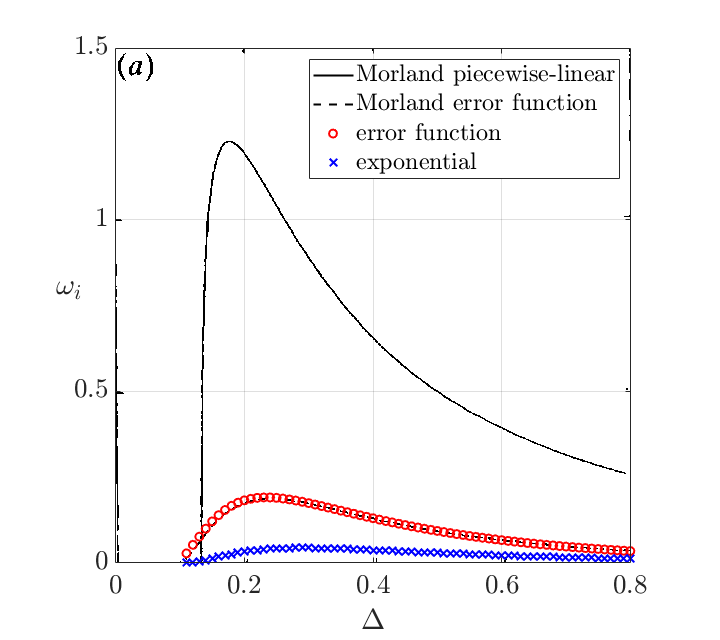 (a)
Morland piecewise-linear
Morland error function
error function
exponential
1.5
1
0.5
0
ωᵢ
0 0.2 0.4 0.6 0.8
Δ